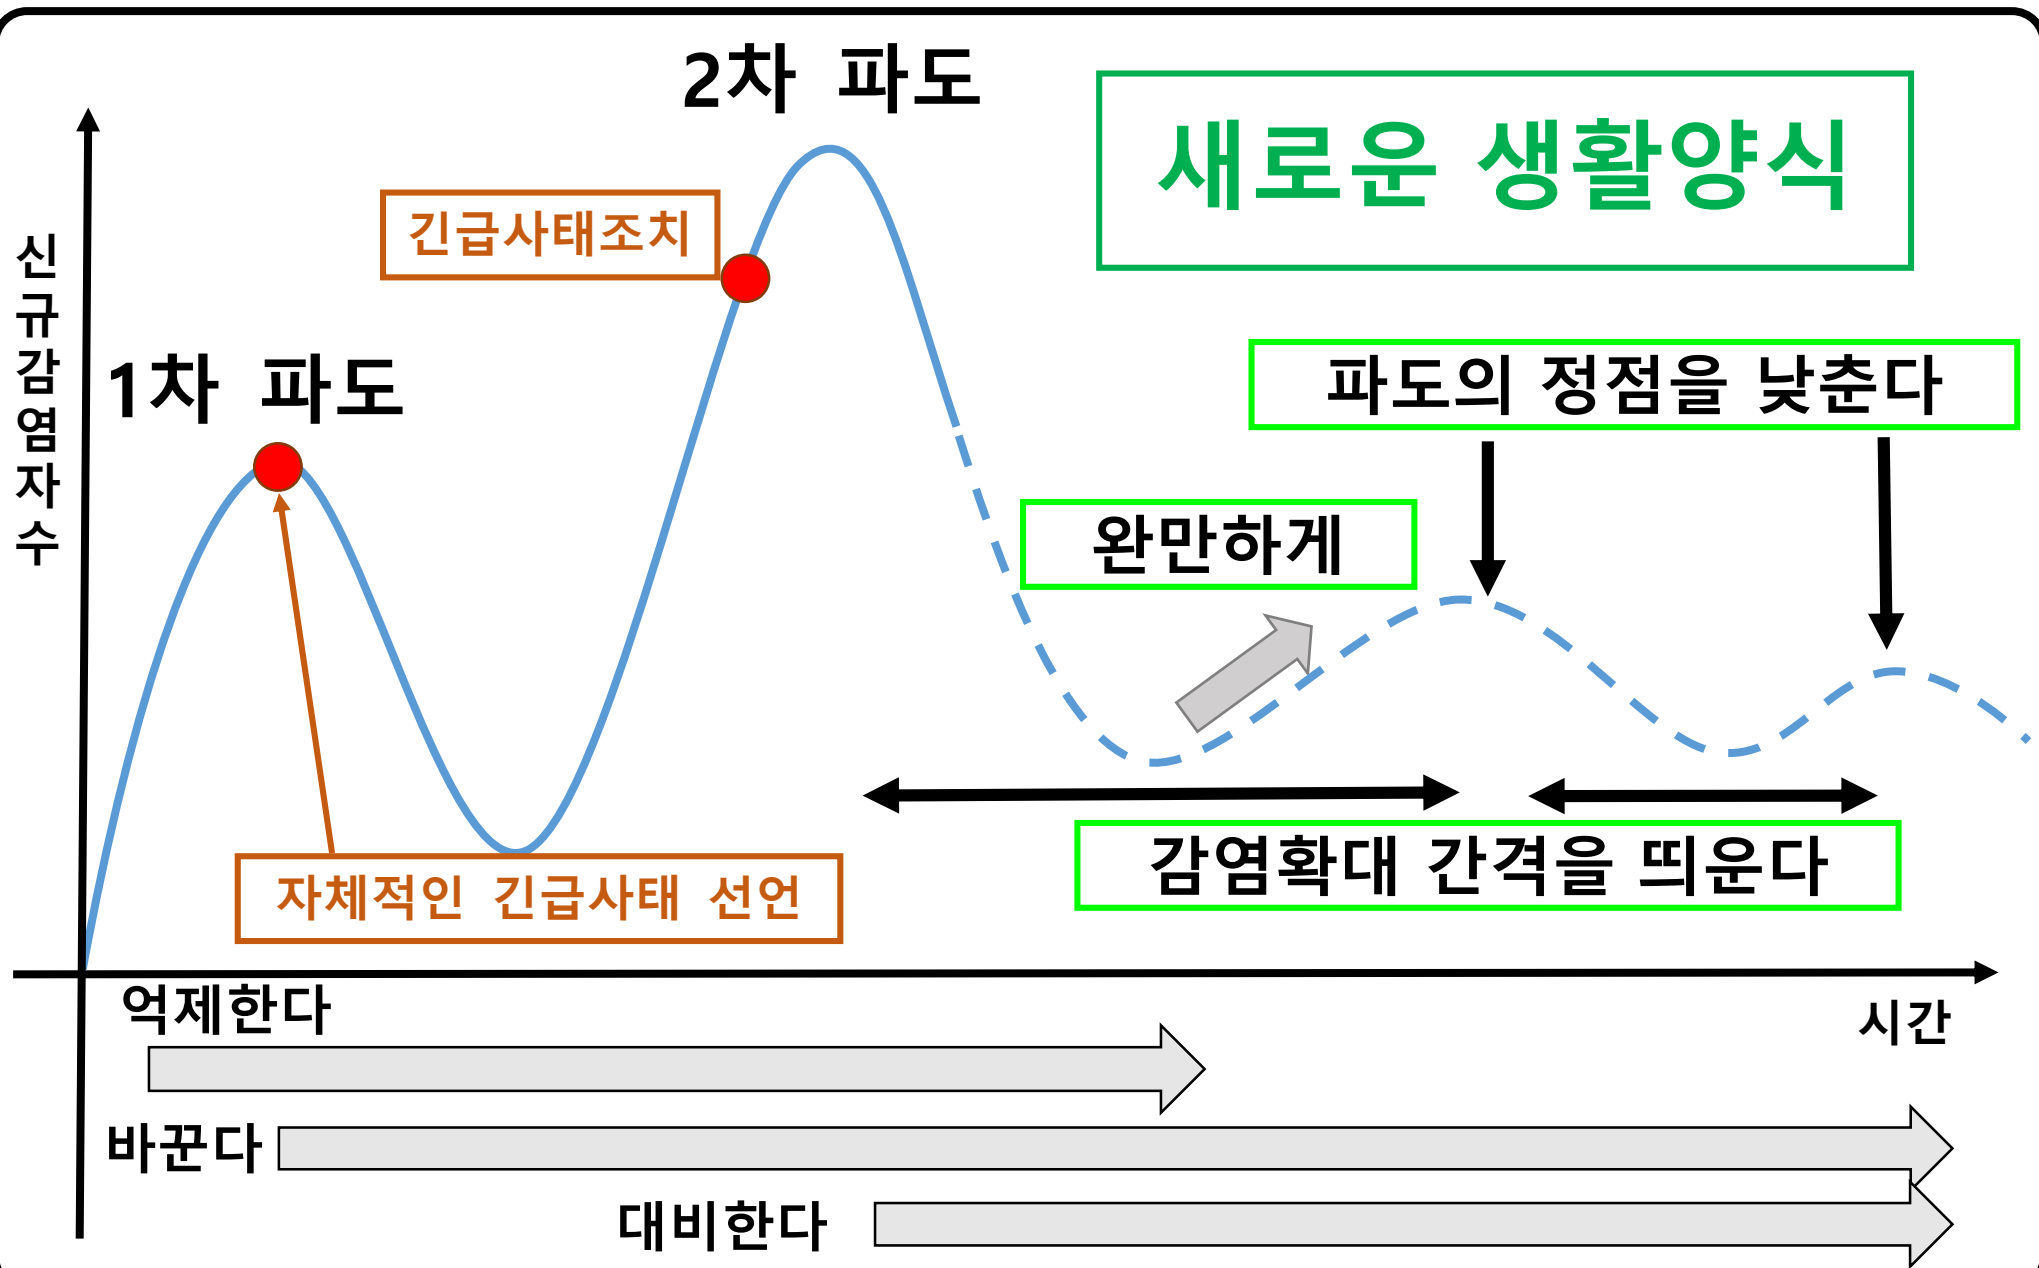 2차 파도
새로운 생활양식
긴급사태조치
신규감염자수
1차 파도
파도의 정점을 낮춘다
완만하게
감염확대 간격을 띄운다
자체적인 긴급사태 선언
억제한다
시간
바꾼다
대비한다